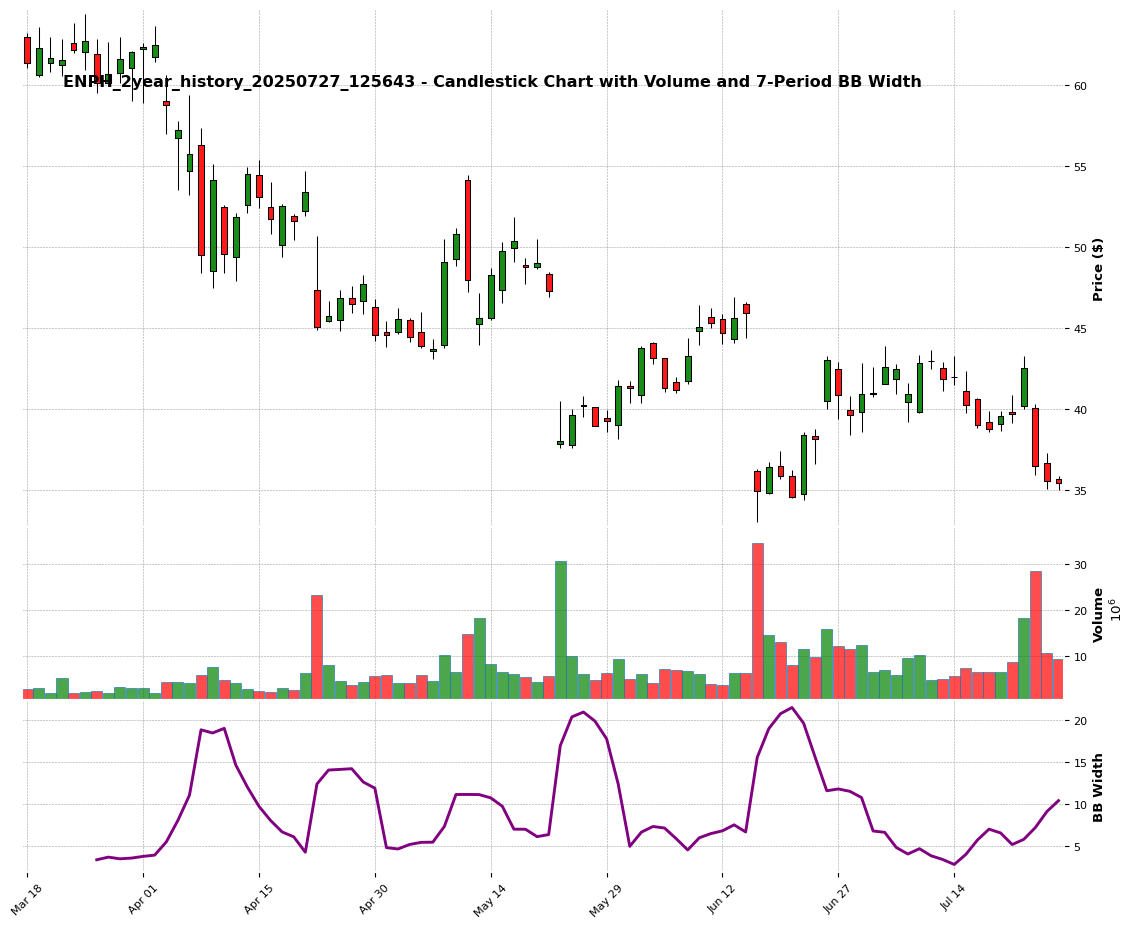 ENPH_2year_history_20250727_125643 - Candlestick Chart with Volume and 7-Period BB Width
60
55
50
45
40
35
Price ($)
30
20
10
Volume
10^6
20
15
10
5
BB Width
Mar 18
Apr 01
Apr 15
Apr 30
May 14
May 29
Jun 12
Jun 27
Jul 14